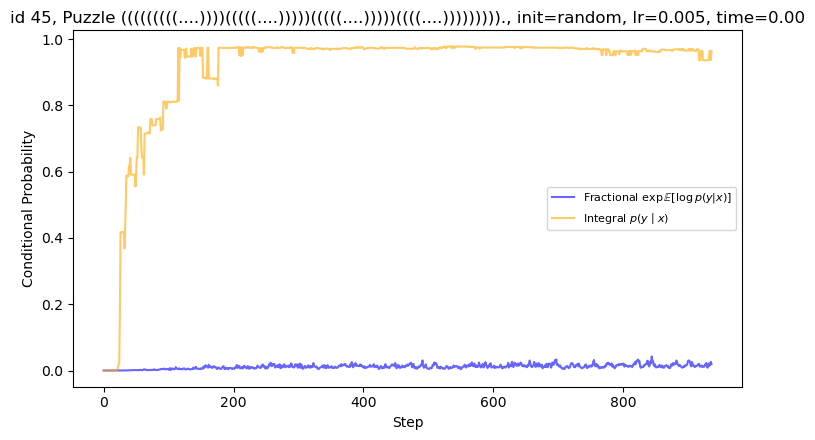 id 45, Puzzle (((((((((....))))(((((....)))))(((((....)))))((((....)))))))))., init=random, lr=0.005, time=0.00
1.0
0.8
0.6
0.4
0.2
0.0
Conditional Probability
Fractional exp𝔼[log p(y|x)]
Integral p(y | x)
0 200 400 600 800
Step